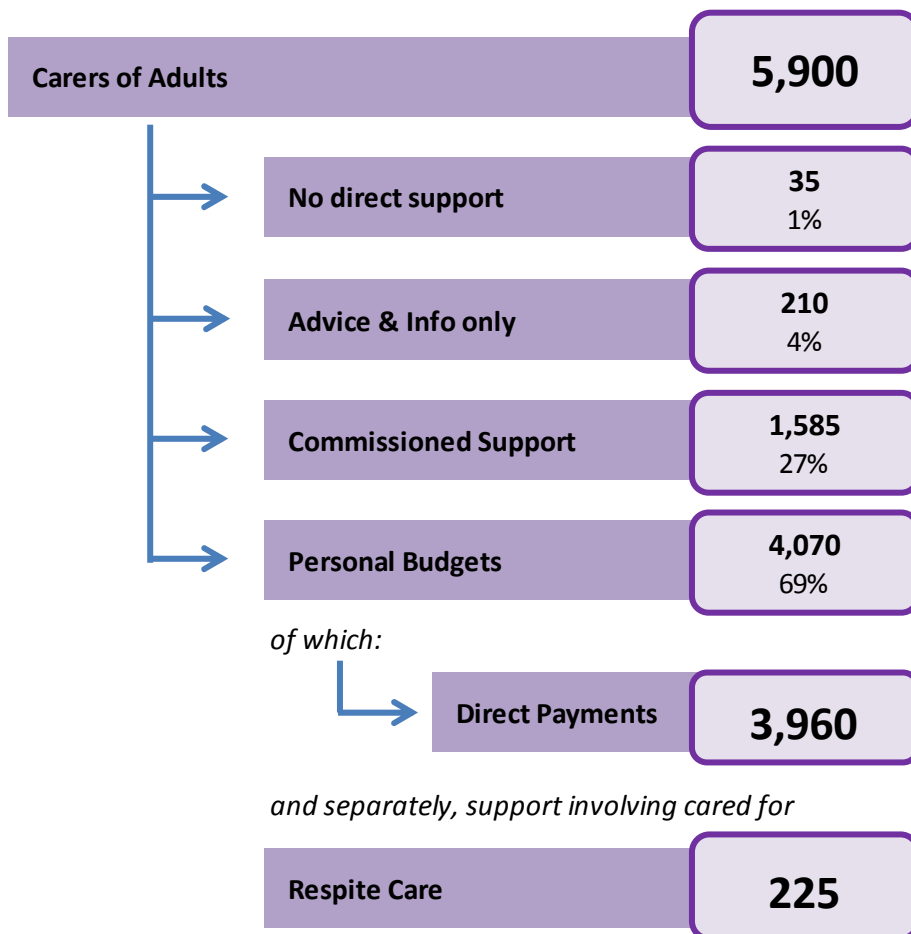 Carers of Adults
5,900
No direct support
35
1%
Advice & Info only
210
4%
Commissioned Support
1,585
27%
Personal Budgets
4,070
69%
of which:
Direct Payments
3,960
and separately, support involving cared for
Respite Care
225